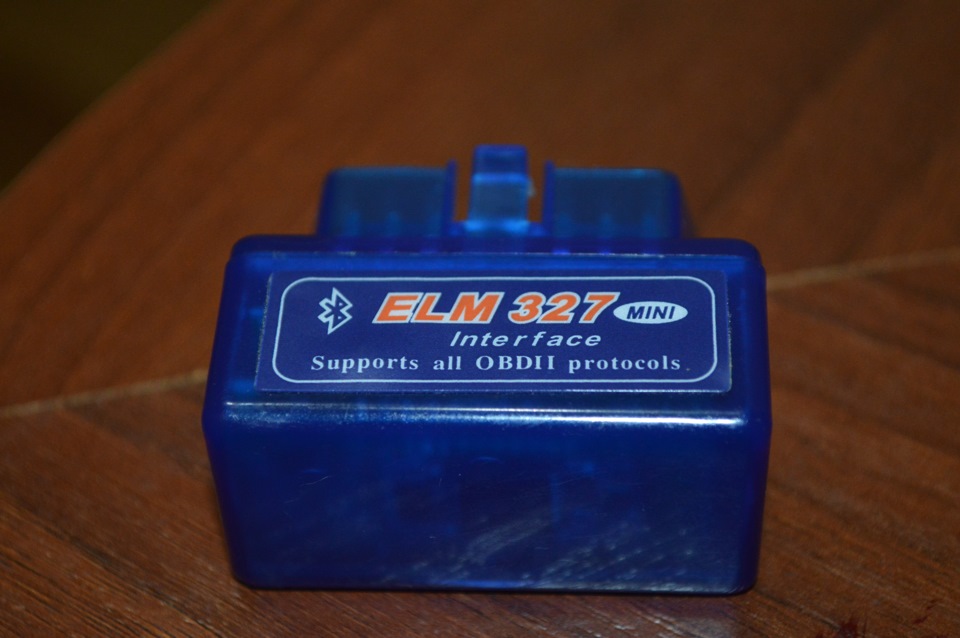 ELM 327 MINI
Interface
Supports all OBDII protocols.